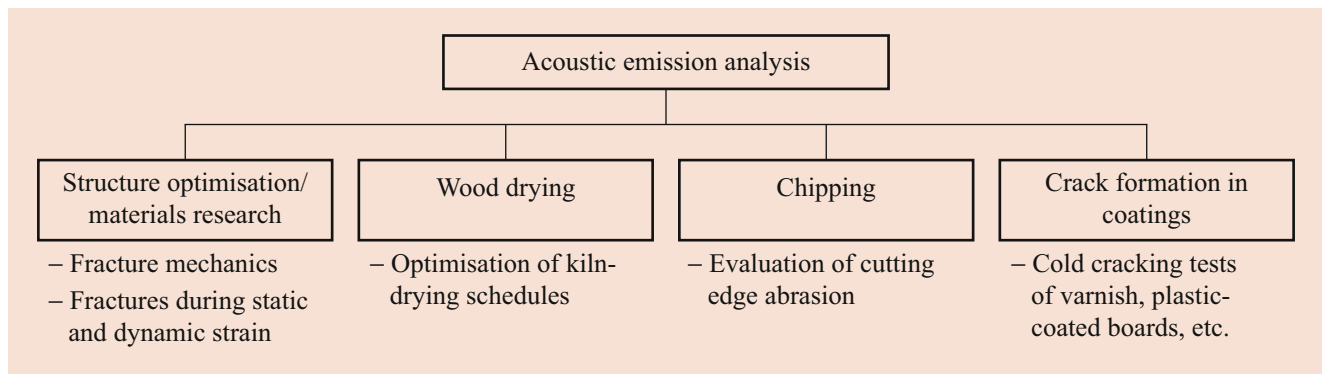 Acoustic emission analysis
Structure optimisation/
materials research
– Fracture mechanics
– Fractures during static
and dynamic strain
Wood drying
– Optimisation of kiln-
drying schedules
Chipping
– Evaluation of cutting
edge abrasion
Crack formation in
coatings
– Cold cracking tests
of varnish, plastic-
coated boards, etc.